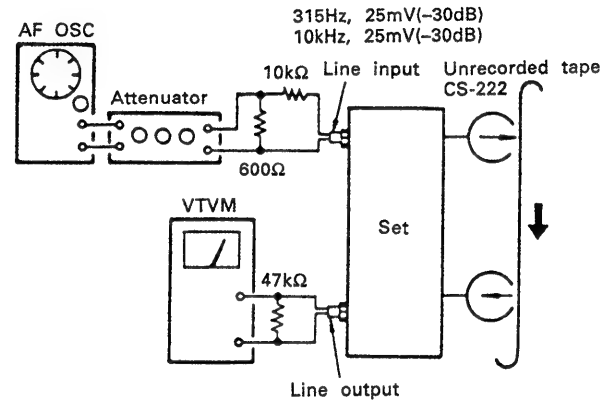 315Hz, 25mV(–30dB)
10kHz, 25mV(–30dB)
AF OSC
10kΩ
Line input
Unrecorded tape
CS-222
Attenuator
600Ω
VTVM
Set
47kΩ
Line output